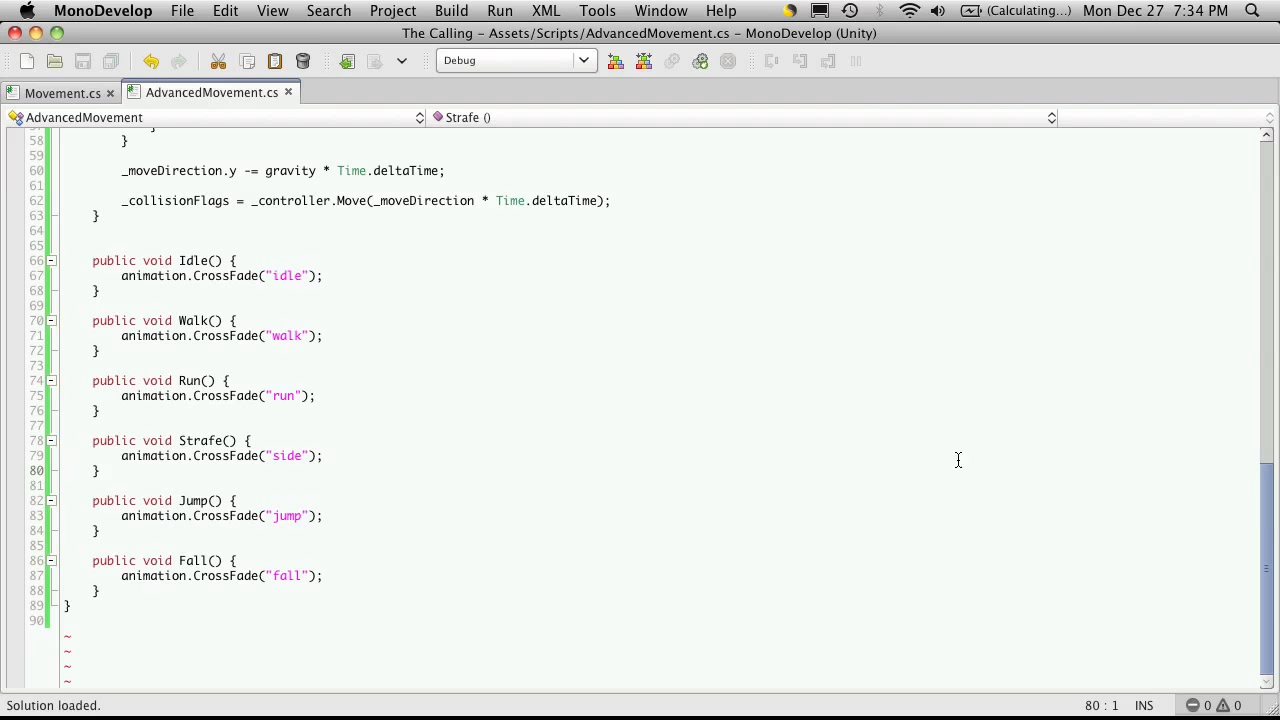 MonoDevelop File Edit View Search Project Build Run XML Tools Window Help (Calculating...) Mon Dec 27 7:34 PM
The Calling – Assets/Scripts/AdvancedMovement.cs – MonoDevelop (Unity)
Debug
Movement.cs AdvancedMovement.cs
AdvancedMovement Strafe ()
58 }
59
60 _moveDirection.y -= gravity * Time.deltaTime;
61
62 _collisionFlags = _controller.Move(_moveDirection * Time.deltaTime);
63 }
64
65
66 public void Idle() {
67 animation.CrossFade("idle");
68 }
69
70 public void Walk() {
71 animation.CrossFade("walk");
72 }
73
74 public void Run() {
75 animation.CrossFade("run");
76 }
77
78 public void Strafe() {
79 animation.CrossFade("side");
80 }
81
82 public void Jump() {
83 animation.CrossFade("jump");
84 }
85
86 public void Fall() {
87 animation.CrossFade("fall");
88 }
89 }
90
~
~
~
~
Solution loaded. 80 : 1 INS 0 0